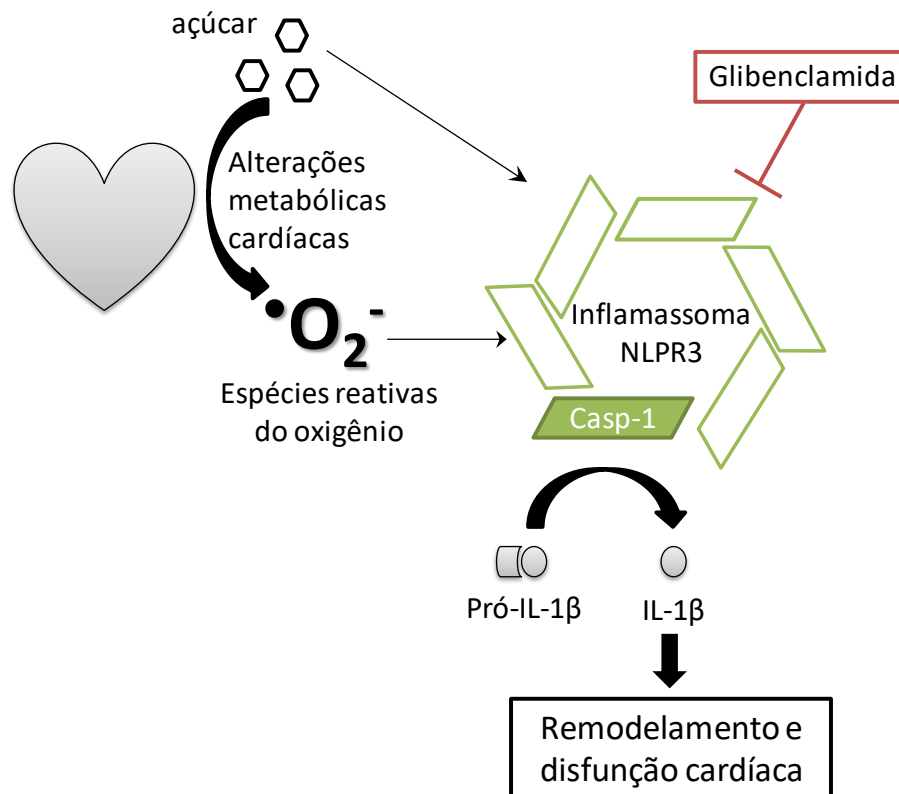 açúcar
Glibenclamida
Alterações
metabólicas
cardíacas
•O2-
Espécies reativas
do oxigênio
Inflamassoma
NLPR3
Casp-1
Pró-IL-1β
IL-1β
Remodelamento e
disfunção cardíaca